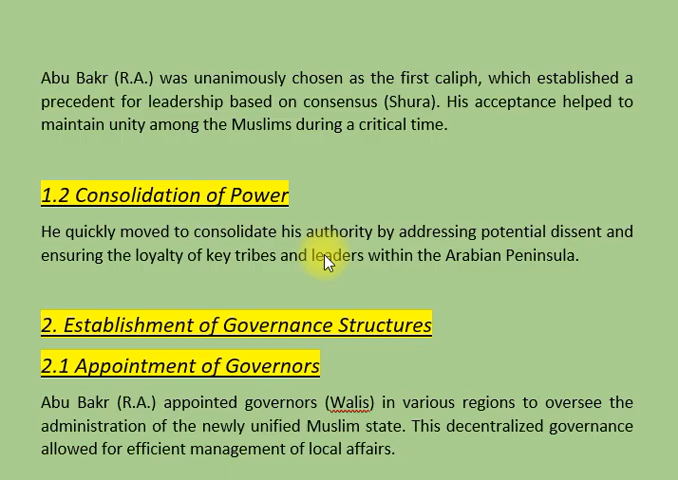 Abu Bakr (R.A.) was unanimously chosen as the first caliph, which established a
precedent for leadership based on consensus (Shura). His acceptance helped to
maintain unity among the Muslims during a critical time.
1.2 Consolidation of Power
He quickly moved to consolidate his authority by addressing potential dissent and
ensuring the loyalty of key tribes and leaders within the Arabian Peninsula.
2. Establishment of Governance Structures
2.1 Appointment of Governors
Abu Bakr (R.A.) appointed governors (Walis) in various regions to oversee the
administration of the newly unified Muslim state. This decentralized governance
allowed for efficient management of local affairs.